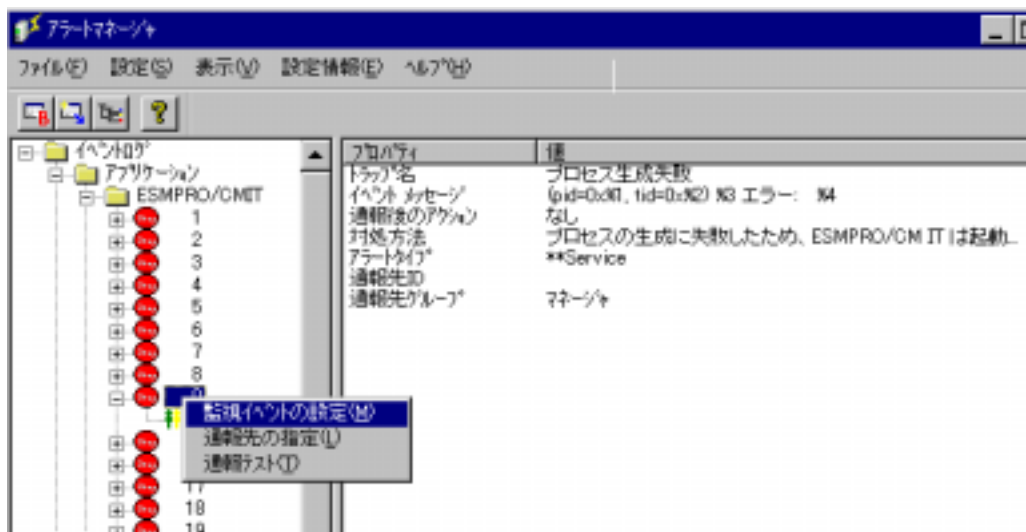 アラートマネージャ
ファイル(F) 設定(S) 表示(V) 設定情報(E) ヘルプ(H)
イベントログ
アプリケーション
ESMPRO/CMIT
1
2
3
4
5
6
7
8
9
監視イベントの設定(M)
通報先の指定(L)
通報テスト(T)
17
18
19
プロパティ 値
トラップ名 プロセス生成失敗
イベント メッセージ (pid=0x%1, tid=0x%2) %3 エラー: %4
通報後のアクション なし
対処方法 プロセスの生成に失敗したため、ESMPRO/CM IT は起動...
アラートタイプ **Service
通報先ID
通報先グループ マネージャ